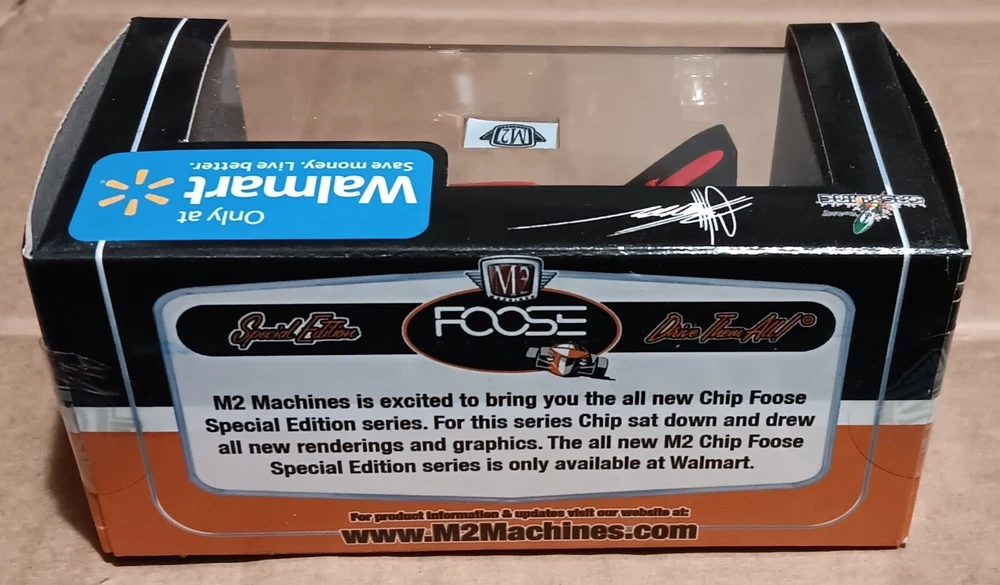 M2
Only at
Walmart
Save money. Live better.
M2
MACHINES
FOOSE
Special Edition
Drive Them All!®
M2 Machines is excited to bring you the all new Chip Foose
Special Edition series. For this series Chip sat down and drew
all new renderings and graphics. The all new M2 Chip Foose
Special Edition series is only available at Walmart.
For product information & updates visit our website at:
www.M2Machines.com